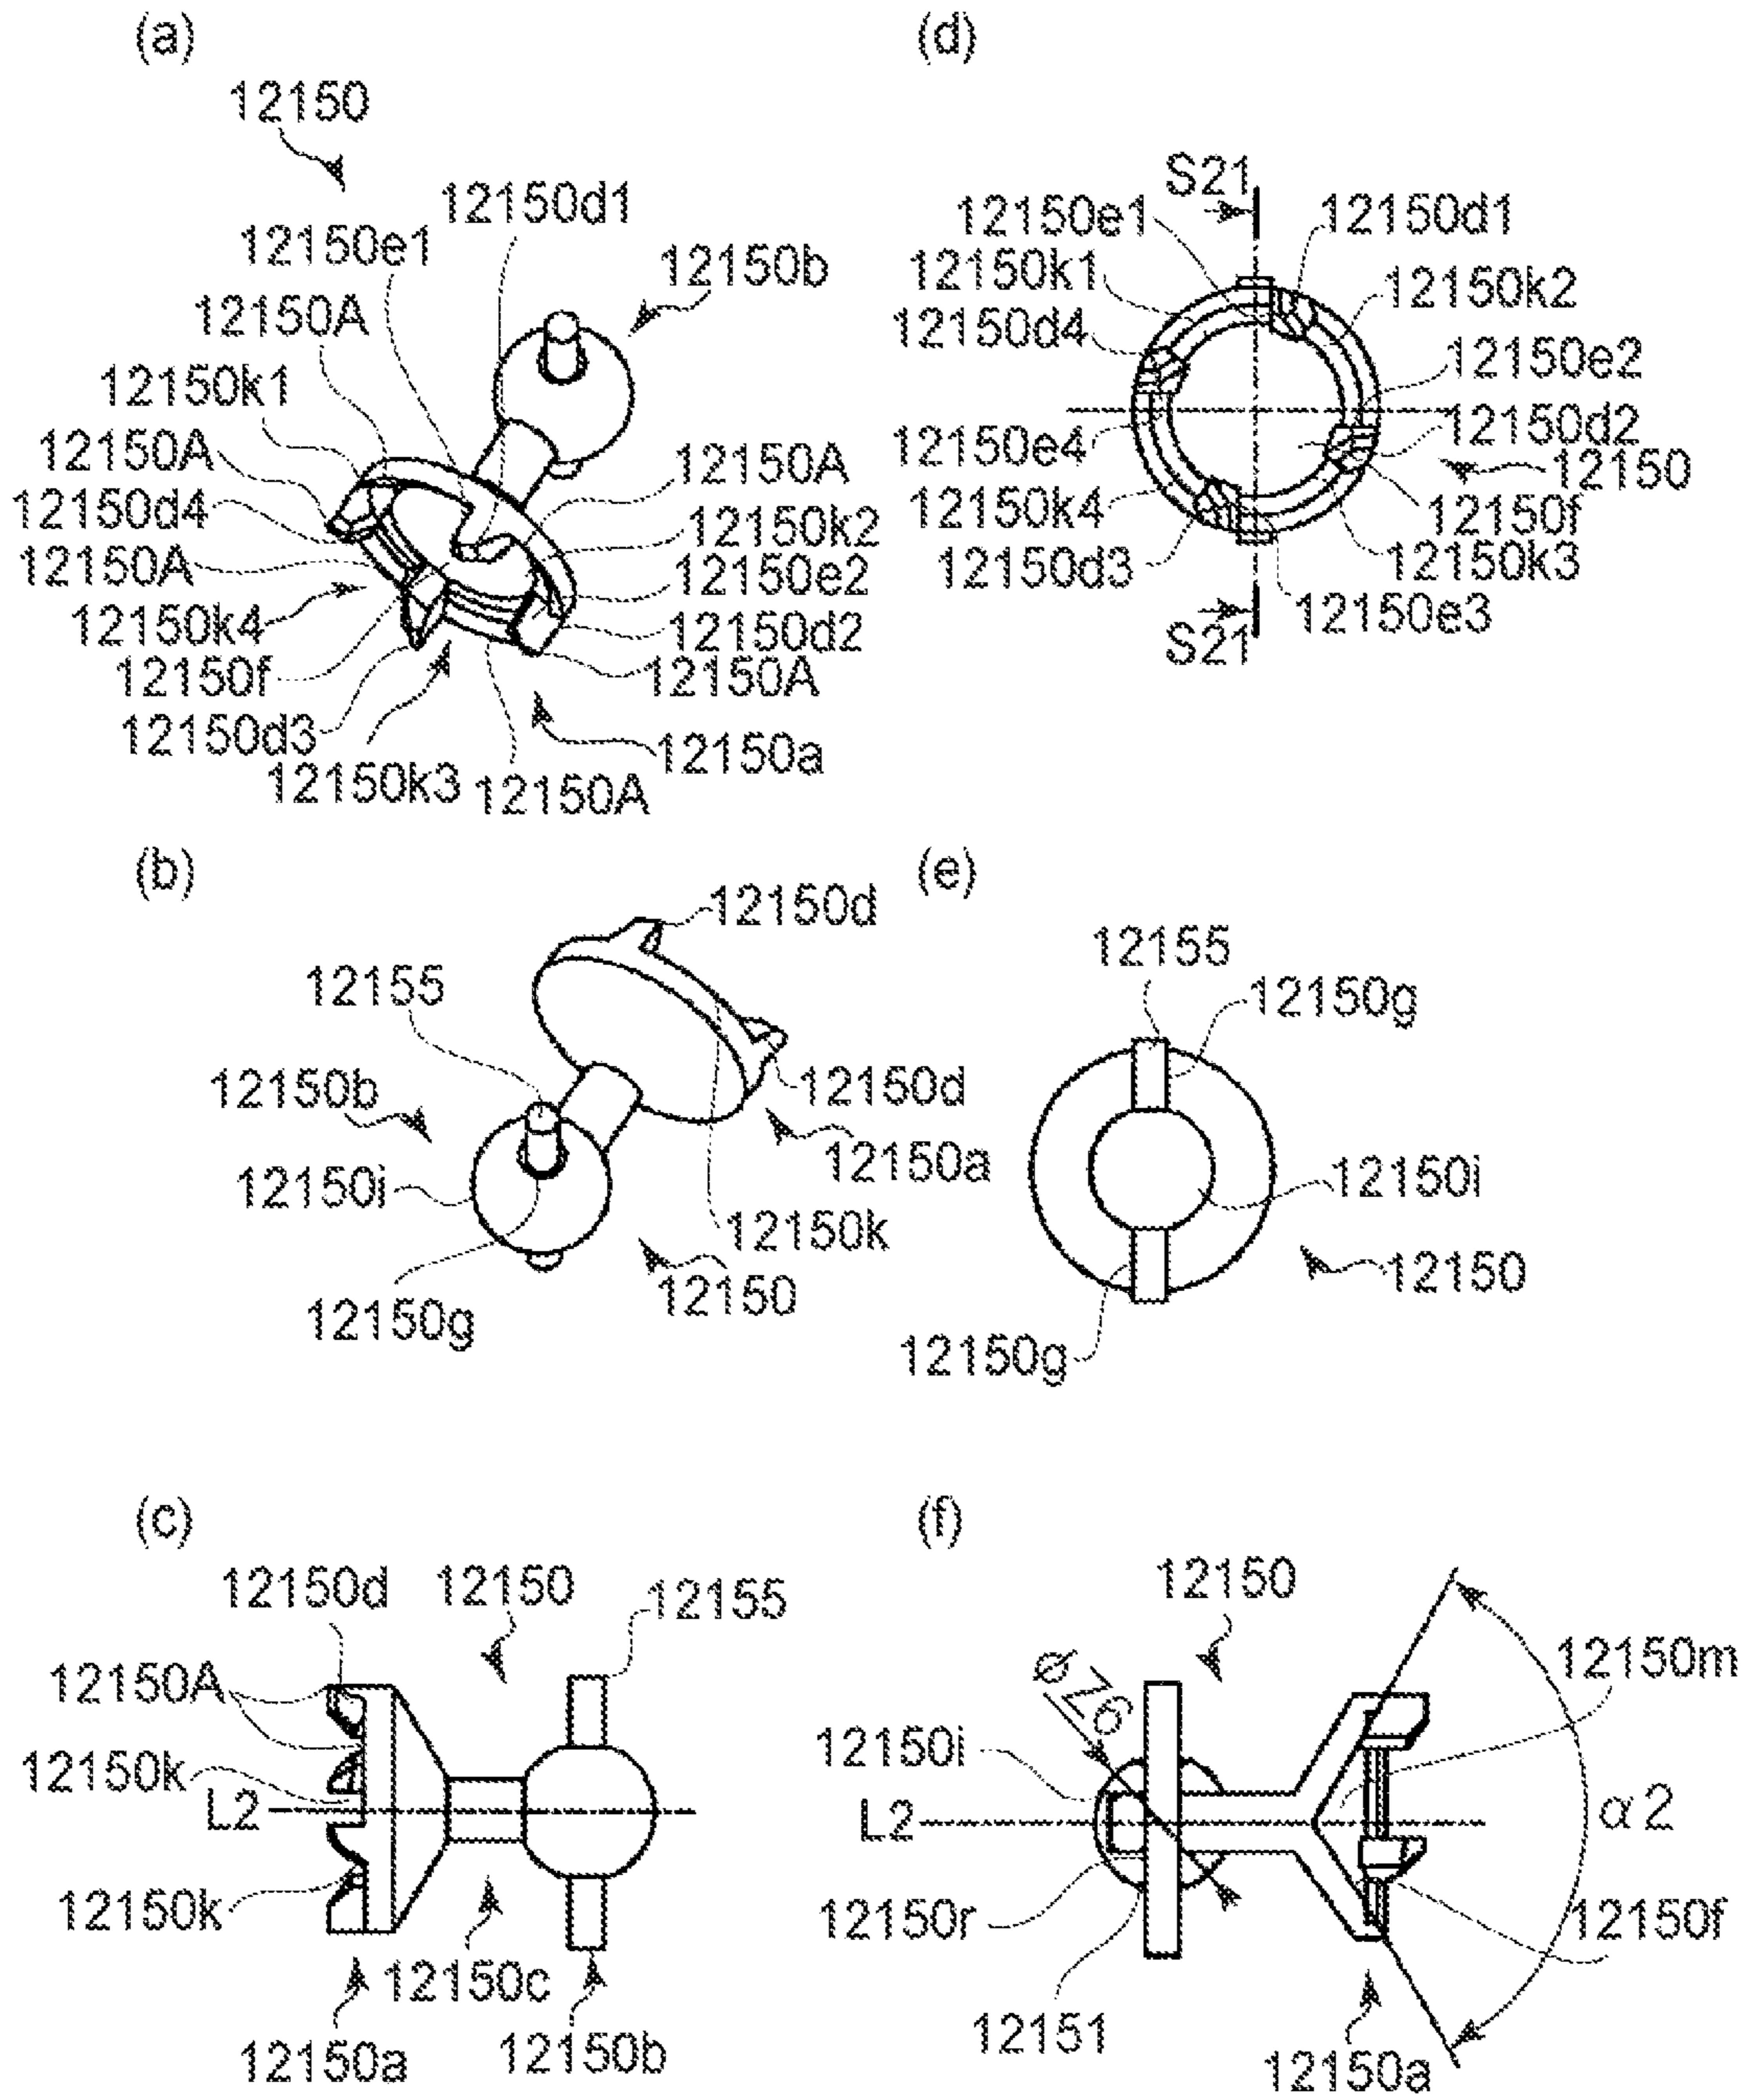 (a)
12150
12150d1
12150e1
12150b
12150A
12150k1
12150A
12150A
12150d4
12150k2
12150A
12150e2
12150k4
12150d2
12150f
12150A
12150d3
12150a
12150k3
12150A
(d)
S21
12150e1
12150d1
12150k1
12150k2
12150d4
12150e2
12150d2
12150e4
12150
12150k4
12150f
12150d3
12150k3
12150e3
S21
(b)
12150d
12155
12150b
12150d
12150i
12150a
12150k
12150
12150g
(e)
12155
12150g
12150i
12150
12150g
(c)
12150d
12150
12155
12150A
12150k
L2
12150k
12150c
12150a
12150b
(f)
12150
12150m
φZ6
12150i
L2
α2
12150r
12150f
12151
12150a